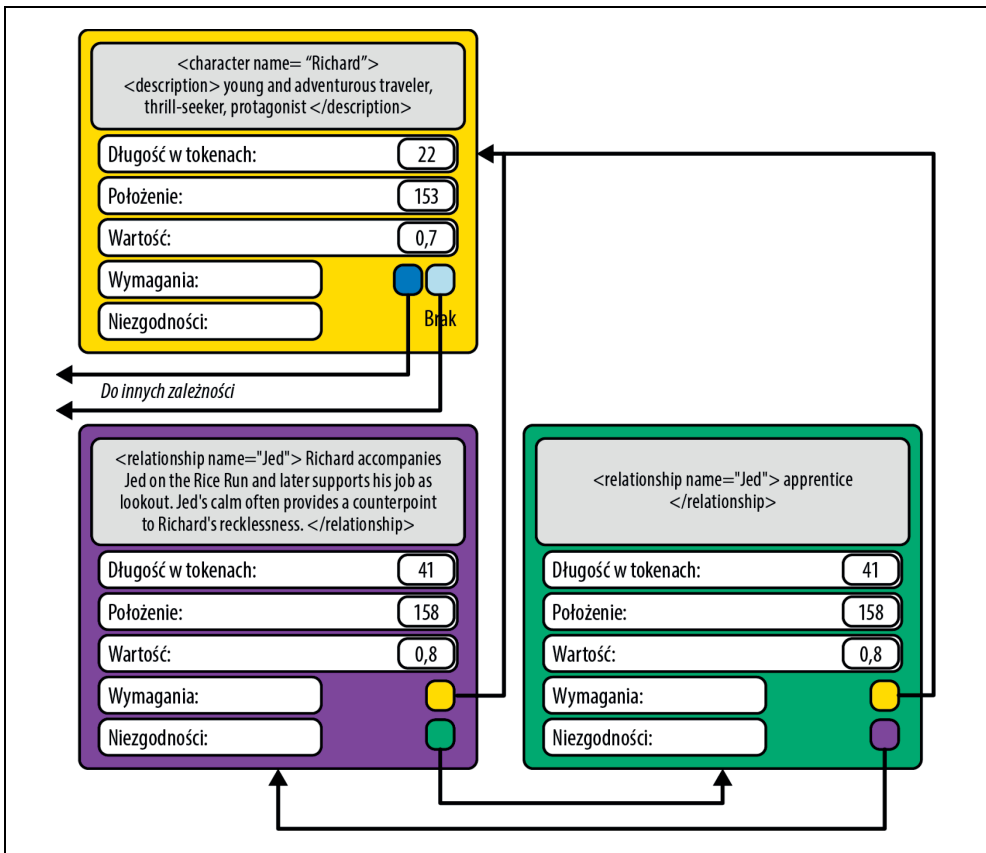 <character name= “Richard”>
<description> young and adventurous traveler,
thrill-seeker, protagonist </description>
Długość w tokenach: 22
Położenie: 153
Wartość: 0,7
Wymagania:
Niezgodności: Brak
Do innych zależności
<relationship name="Jed"> Richard accompanies
Jed on the Rice Run and later supports his job as
lookout. Jed's calm often provides a counterpoint
to Richard's recklessness. </relationship>
Długość w tokenach: 41
Położenie: 158
Wartość: 0,8
Wymagania:
Niezgodności:
<relationship name="Jed"> apprentice
</relationship>
Długość w tokenach: 41
Położenie: 158
Wartość: 0,8
Wymagania:
Niezgodności: